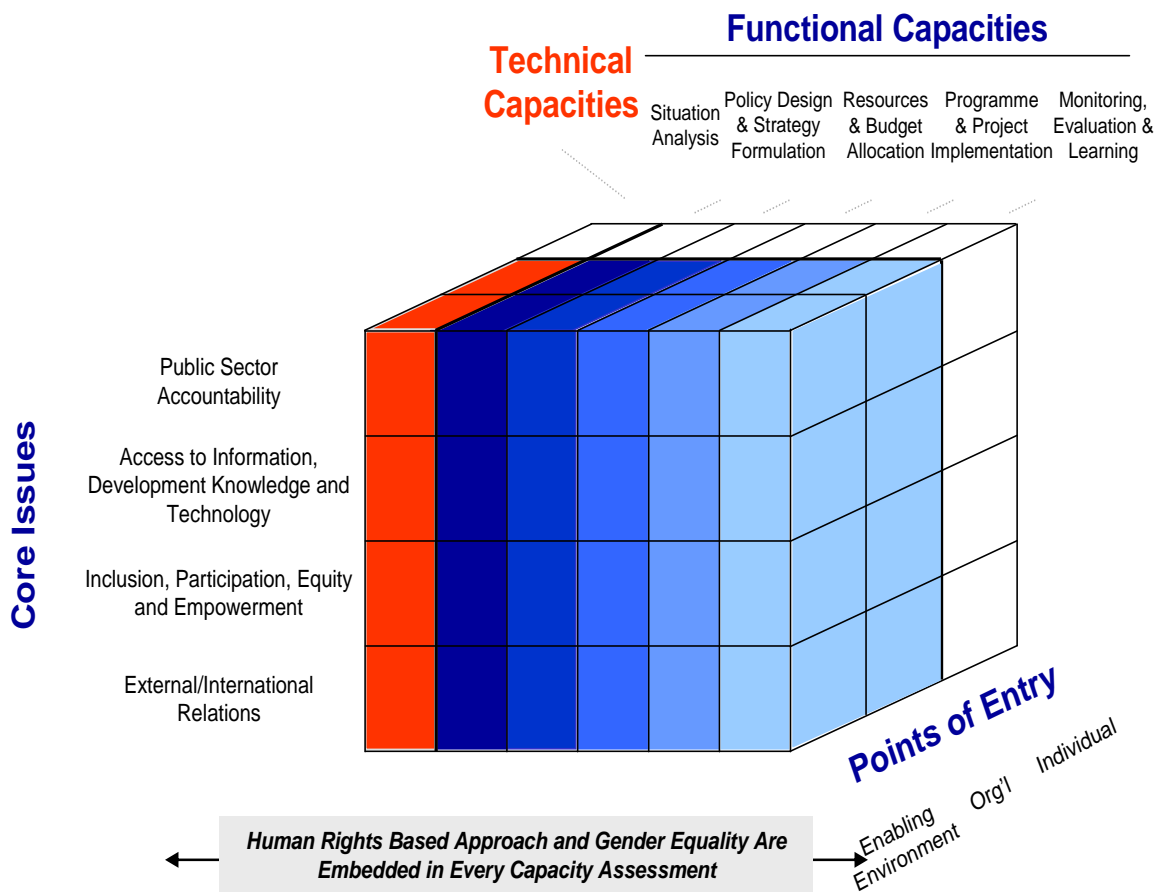 Functional Capacities
Technical
Capacities
Situation
Analysis
Policy Design
& Strategy
Formulation
Resources
& Budget
Allocation
Programme
& Project
Implementation
Monitoring,
Evaluation &
Learning
Core Issues
Public Sector
Accountability
Access to Information,
Development Knowledge and
Technology
Inclusion, Participation, Equity
and Empowerment
External/International
Relations
Points of Entry
Enabling
Environment
Org'l
Individual
Human Rights Based Approach and Gender Equality Are
Embedded in Every Capacity Assessment